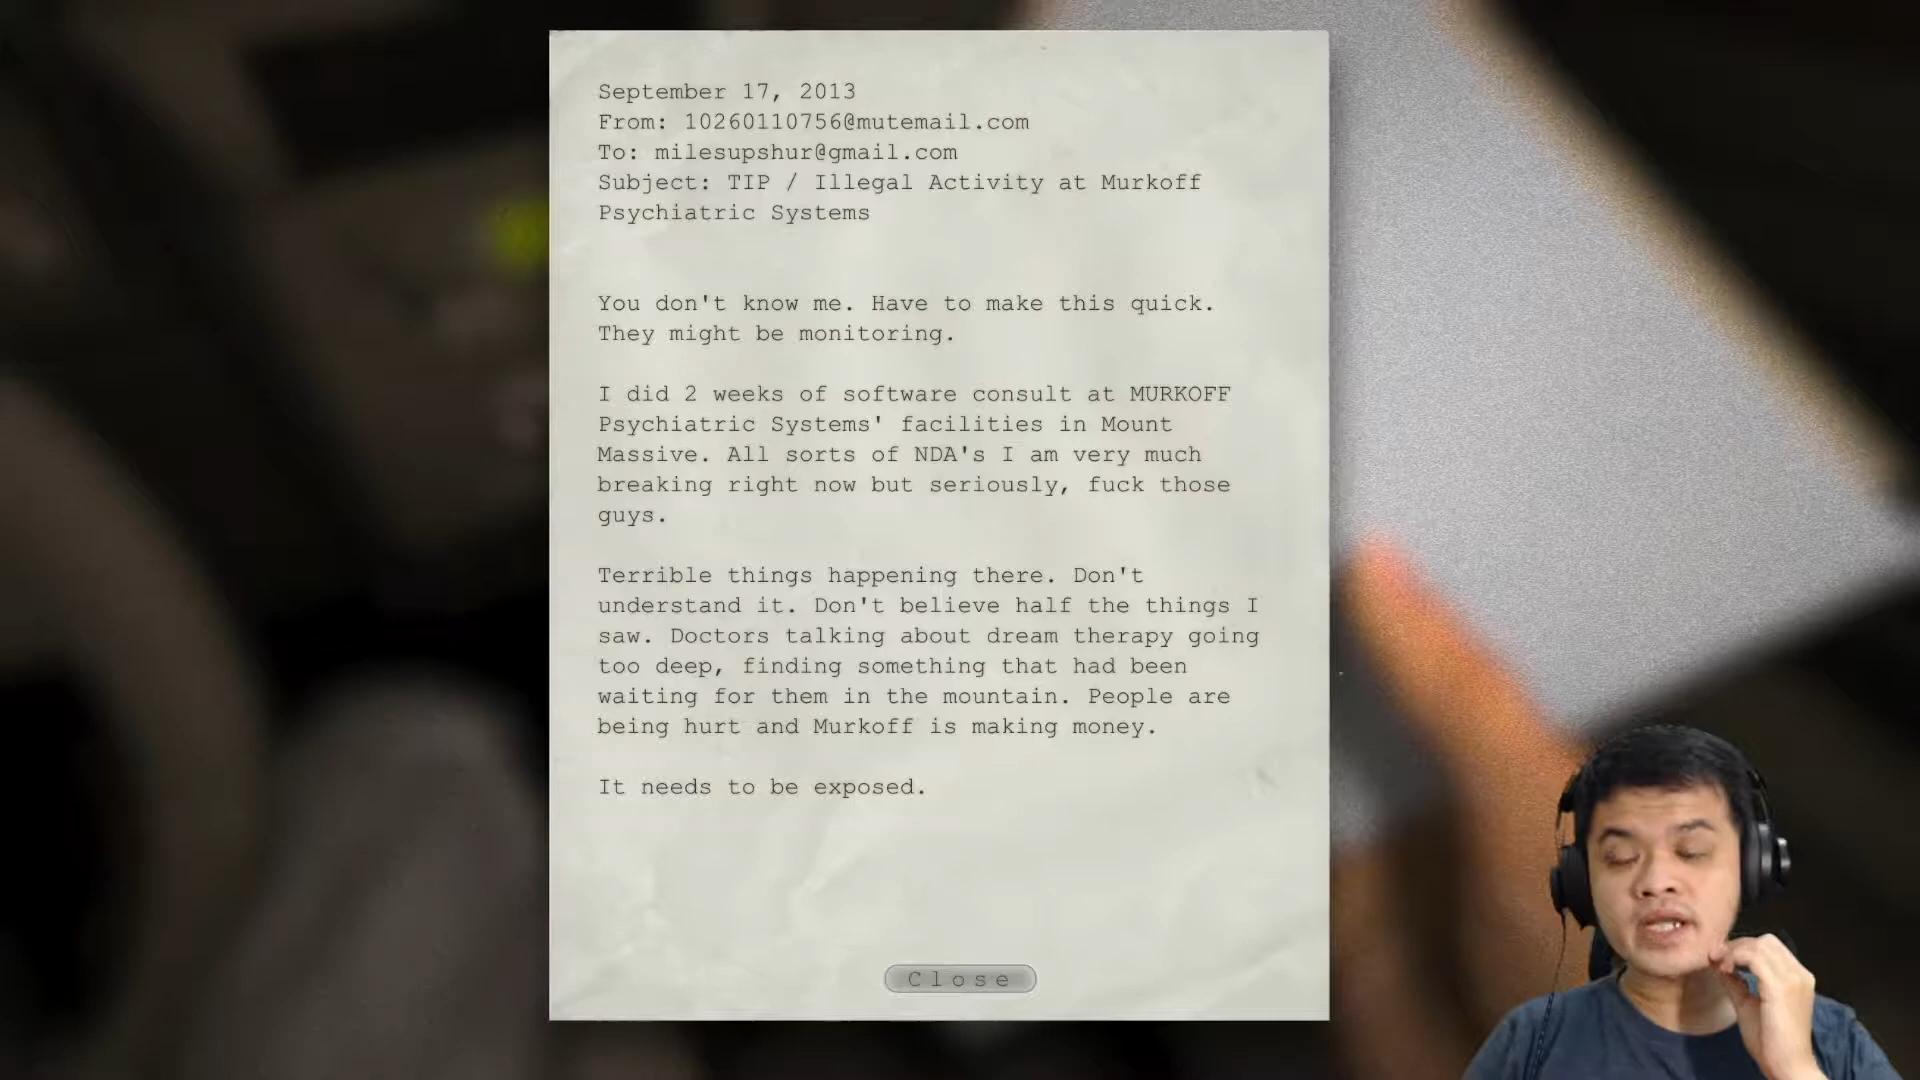 September 17, 2013
From: 10260110756@mutemail.com
To: milesupshur@gmail.com
Subject: TIP / Illegal Activity at Murkoff
Psychiatric Systems
You don't know me. Have to make this quick.
They might be monitoring.
I did 2 weeks of software consult at MURKOFF
Psychiatric Systems' facilities in Mount
Massive. All sorts of NDA's I am very much
breaking right now but seriously, fuck those
guys.
Terrible things happening there. Don't
understand it. Don't believe half the things I
saw. Doctors talking about dream therapy going
too deep, finding something that had been
waiting for them in the mountain. People are
being hurt and Murkoff is making money.
It needs to be exposed.
Close